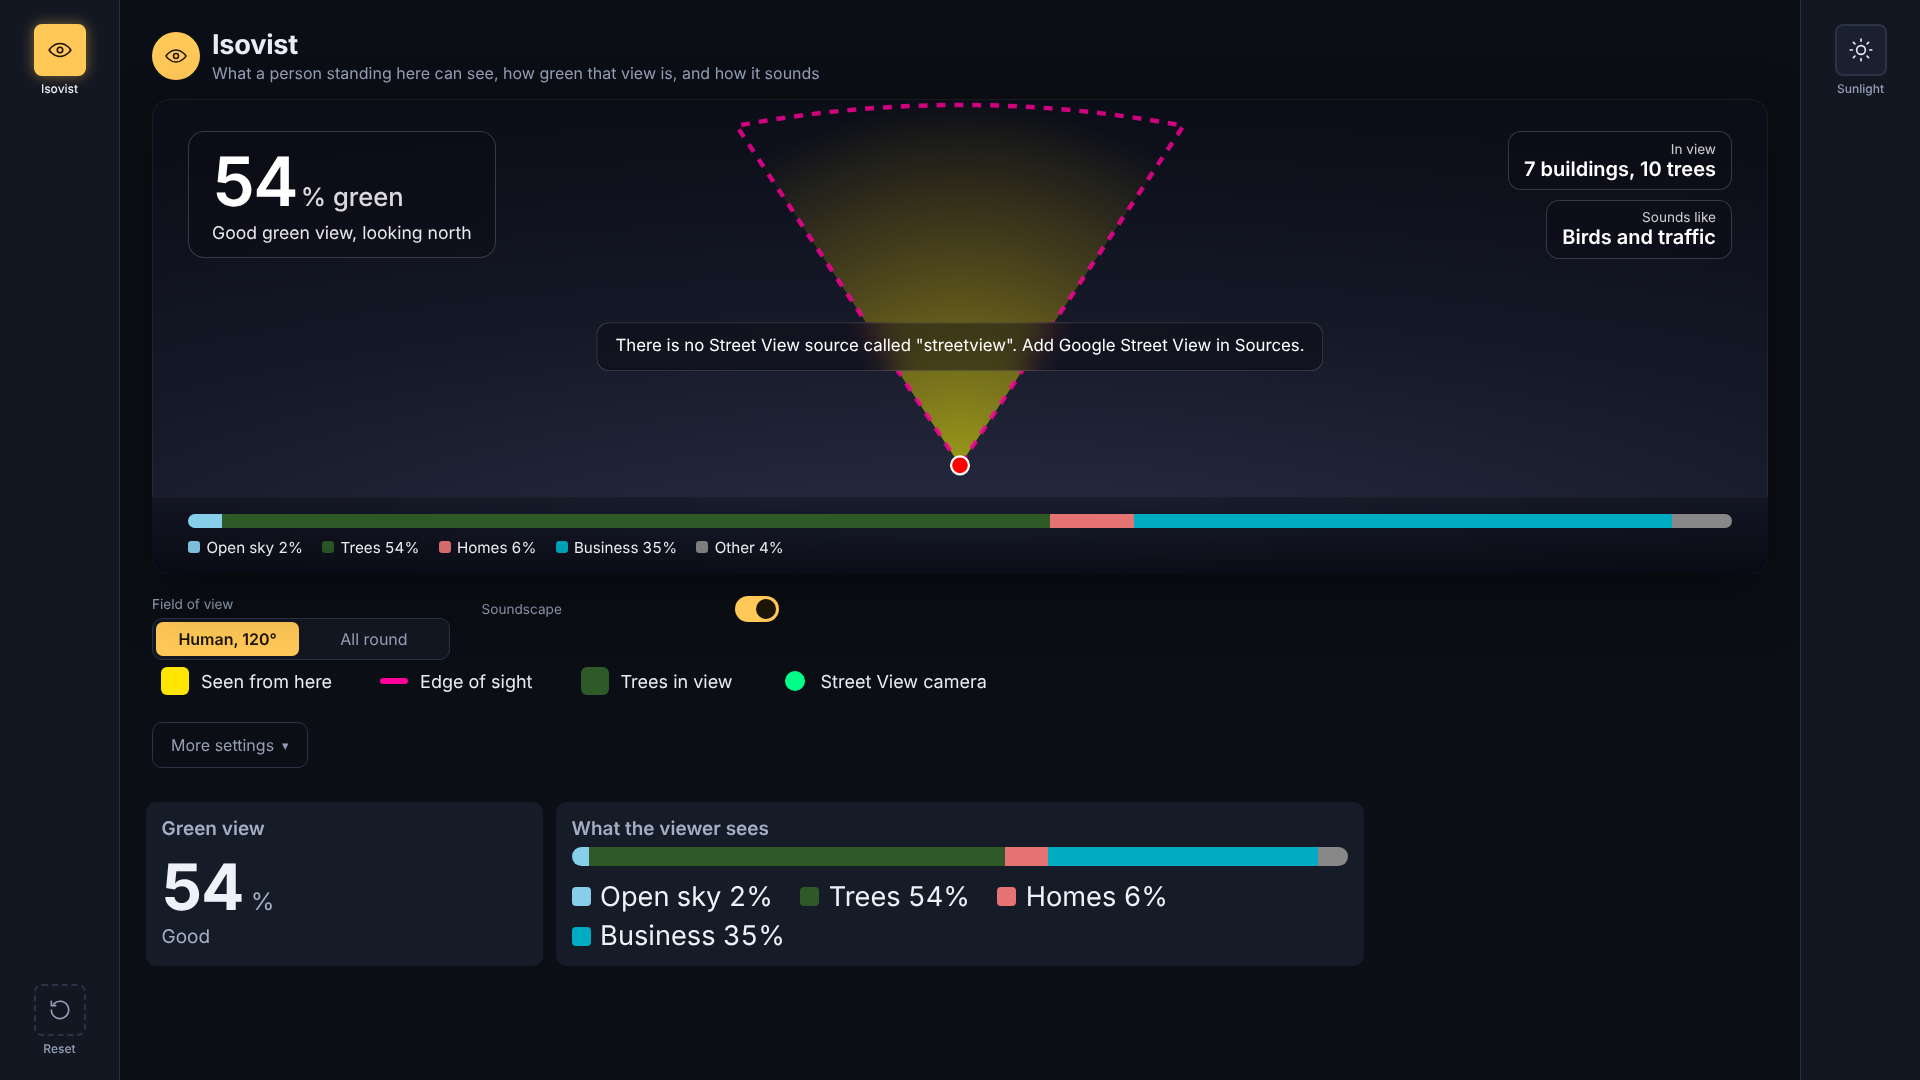 Isovist
Isovist
What a person standing here can see, how green that view is, and how it sounds
Sunlight
54 % green
Good green view, looking north
In view
7 buildings, 10 trees
Sounds like
Birds and traffic
There is no Street View source called "streetview". Add Google Street View in Sources.
Open sky 2% Trees 54% Homes 6% Business 35% Other 4%
Field of view
Soundscape
Human, 120° All round
Seen from here Edge of sight Trees in view Street View camera
More settings ▾
Green view
54 %
Good
What the viewer sees
Open sky 2% Trees 54% Homes 6%
Business 35%
Reset